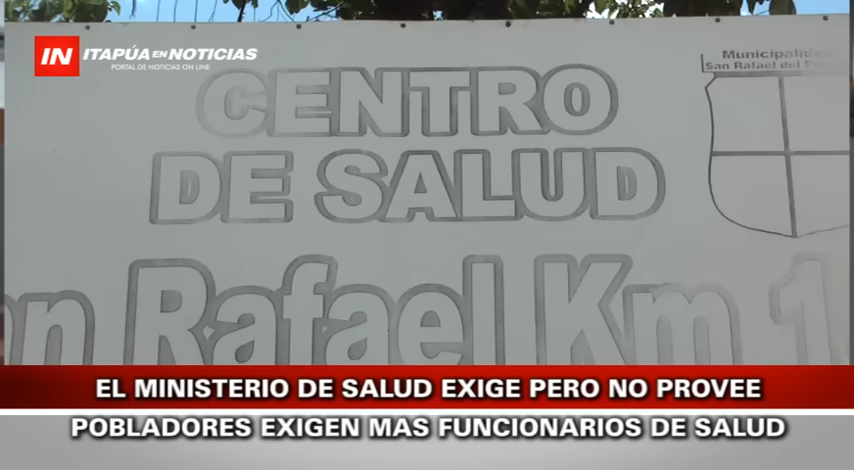 IN ITAPÚA EN NOTICIAS
PORTAL DE NOTICIAS ON LINE
CENTRO
DE SALUD
Municipalidad
San Rafael del
Rafael Km
EL MINISTERIO DE SALUD EXIGE PERO NO PROVEE
POBLADORES EXIGEN MAS FUNCIONARIOS DE SALUD